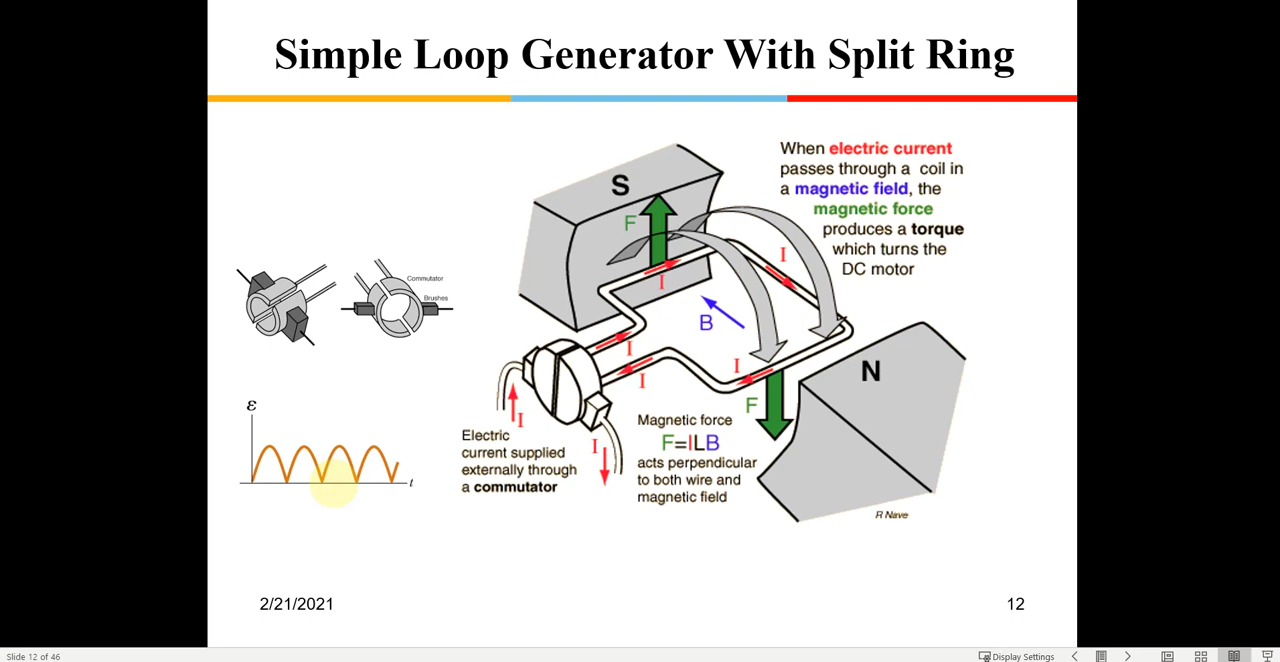 Simple Loop Generator With Split Ring
When electric current
passes through a coil in
a magnetic field, the
magnetic force
produces a torque
which turns the
DC motor
S
F
I
I
B
I
I
I
N
F
Commutator
Brushes
ε
t
I
I
Electric
current supplied
externally through
a commutator
Magnetic force
F=ILB
acts perpendicular
to both wire and
magnetic field
R Nave
2/21/2021
12
Slide 12 of 46
Display Settings